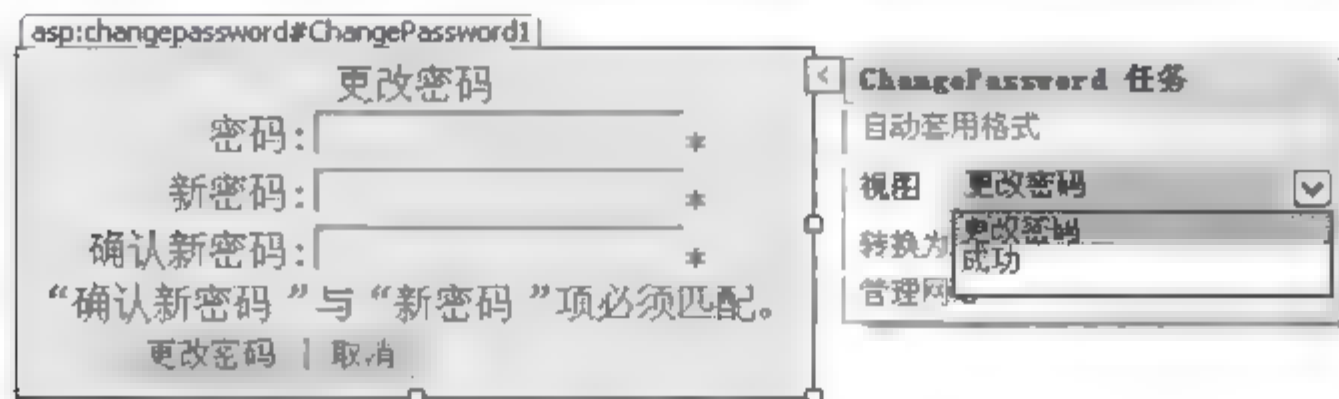 asp:changepassword#ChangePassword1
更改密码
密码: *
新密码: *
确认新密码: *
“确认新密码 ”与“新密码 ”项必须匹配。
更改密码 | 取消
ChangePassword 任务
自动套用格式
视图 更改密码
更改密码
成功
转换为
管理网